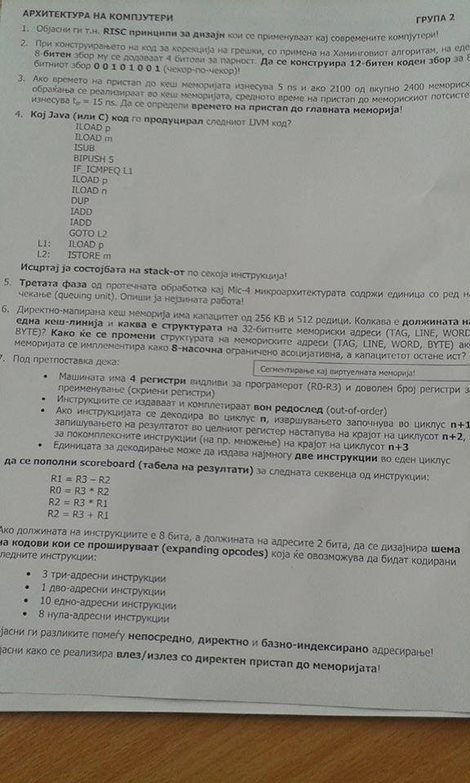 АРХИТЕКТУРА НА КОМПЈУТЕРИ
ГРУПА 2
1. Објасни ги т.н. RISC принципи за дизајн кои се применуваат кај современите компјутери!
2. При конструирањето на код за корекција на грешки, со примена на Хаминговиот алгоритам, на еде
8-битен збор му се додаваат 4 битови за парност. Да се конструира 12-битен коден збор за 8
битниот збор 0 0 1 0 1 0 0 1 (чекор-по-чекор)!
3. Ако времето на пристап до кеш меморијата изнесува 5 ns и ако 2100 од вкупно 2400 мемориск
обраќања се реализираат во кеш меморијата, средното време на пристап до меморискиот потсисте
изнесува tp = 15 ns. Да се определи времето на пристап до главната меморија!
4. Кој Java (или C) код го продуцирал следниот IJVM код?
ILOAD p
ILOAD m
ISUB
BIPUSH 5
IF_ICMPEQ L1
ILOAD p
ILOAD n
DUP
IADD
IADD
GOTO L2
L1: ILOAD p
L2: ISTORE m
Исцртај ја состојбата на stack-от по секоја инструкција!
5. Третата фаза од проточната обработка кај Mic-4 микроархитектурата содржи единица со ред на
чекање (queuing unit). Опиши ја нејзината работа!
6. Директно-мапирана кеш меморија има капацитет од 256 KB и 512 редици. Колкава е должината на
една кеш-линија и каква е структурата на 32-битните мемориски адреси (TAG, LINE, WORD,
BYTE)? Како ќе се промени структурата на мемориските адреси (TAG, LINE, WORD, BYTE) ако
меморијата се имплементира како 8-насочна ограничено асоцијативна, а капацитетот остане ист?
Сегментирање кај виртуелната меморија!
7. Под претпоставка дека:
• Машината има 4 регистри видливи за програмерот (R0-R3) и доволен број регистри за
преименување (скриени регистри)
• Инструкциите се издаваат и комплетираат вон редослед (out-of-order)
• Ако инструкцијата се декодира во циклус n, извршувањето започнува во циклус n+1
запишувањето на резултатот во целниот регистер настапува на крајот на циклусот n+2,
за покомплексните инструкции (на пр. множење) на крајот на циклусот n+3
• Единицата за декодирање може да издава најмногу две инструкции во еден циклус
да се пополни scoreboard (табела на резултати) за следната секвенца од инструкции:
R1 = R3 – R2
R0 = R3 * R2
R2 = R3 * R1
R2 = R3 + R1
Ако должината на инструкциите е 8 бита, а должината на адресите 2 бита, да се дизајнира шема
на кодови кои се прошируваат (expanding opcodes) која ќе овозможува да бидат кодирани
ледните инструкции:
• 3 три-адресни инструкции
• 1 дво-адресни инструкции
• 10 едно-адресни инструкции
• 8 нула-адресни инструкции
јасни ги разликите помеѓу непосредно, директно и базно-индексирано адресирање!
јасни како се реализира влез/излез со директен пристап до меморијата!